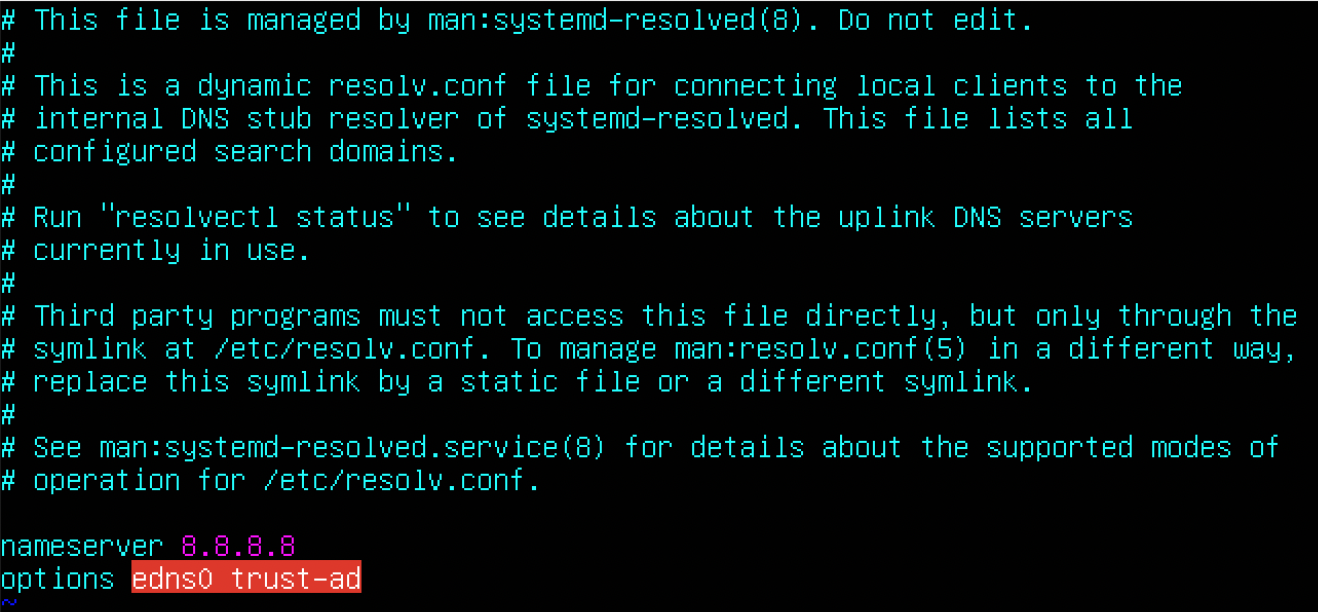 # This file is managed by man:systemd-resolved(8). Do not edit.
#
# This is a dynamic resolv.conf file for connecting local clients to the
# internal DNS stub resolver of systemd-resolved. This file lists all
# configured search domains.
#
# Run "resolvectl status" to see details about the uplink DNS servers
# currently in use.
#
# Third party programs must not access this file directly, but only through the
# symlink at /etc/resolv.conf. To manage man:resolv.conf(5) in a different way,
# replace this symlink by a static file or a different symlink.
#
# See man:systemd-resolved.service(8) for details about the supported modes of
# operation for /etc/resolv.conf.

nameserver 8.8.8.8
options edns0 trust-ad
~